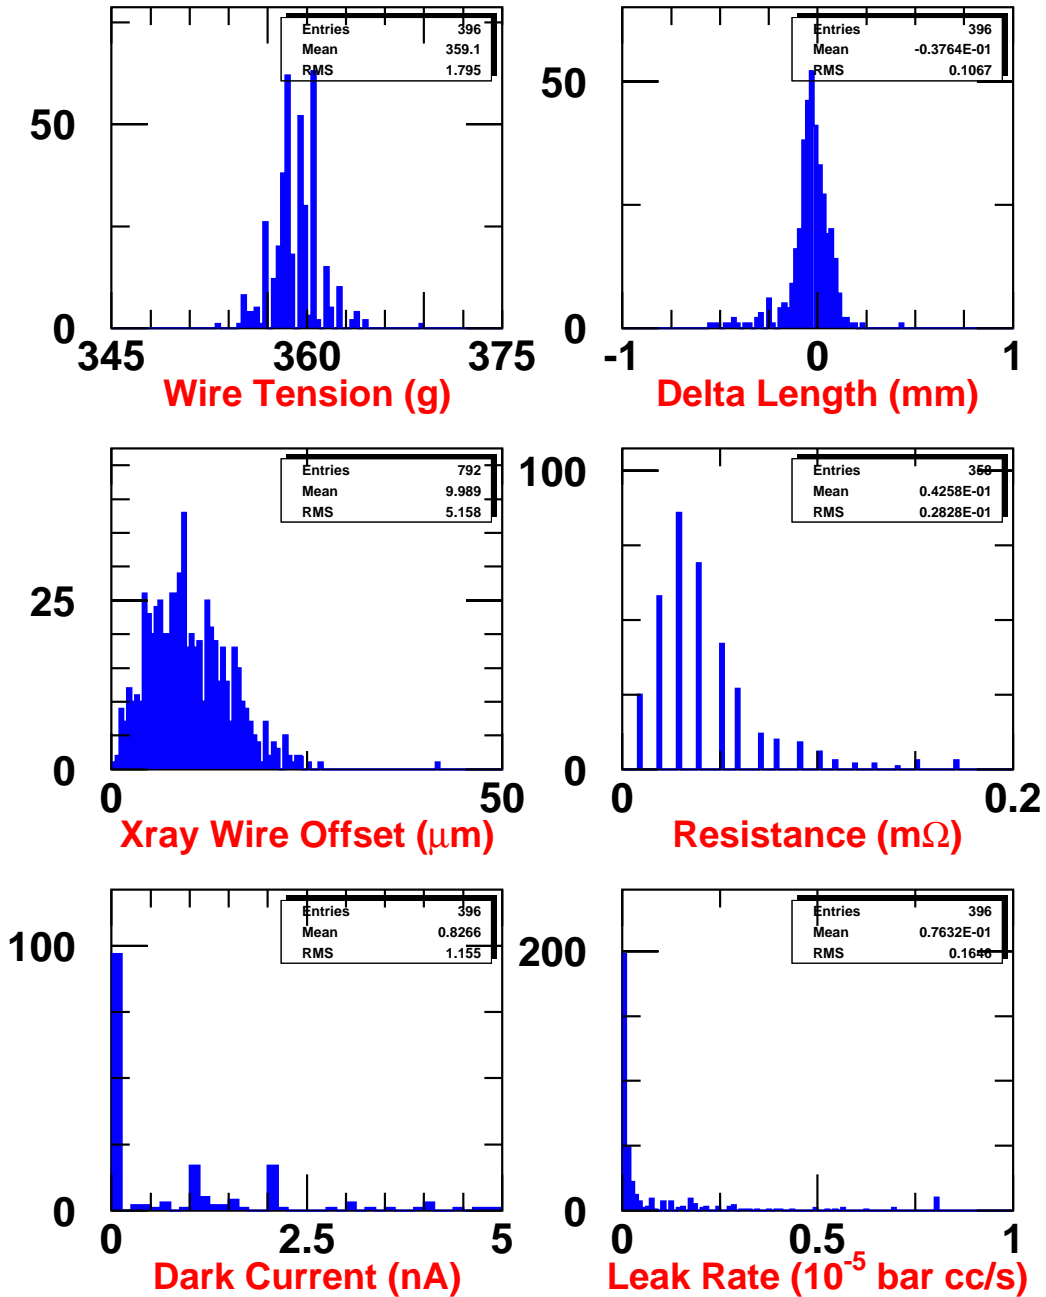 Entries 396
Mean 359.1
RMS 1.795
50
0
345 360 375
Wire Tension (g)
Entries 396
Mean -0.3764E-01
RMS 0.1067
50
0
-1 0 1
Delta Length (mm)
Entries 792
Mean 9.989
RMS 5.158
25
0
0 50
Xray Wire Offset (μm)
Entries 358
Mean 0.4258E-01
RMS 0.2828E-01
100
0
0 0.2
Resistance (mΩ)
Entries 396
Mean 0.8266
RMS 1.155
100
0
0 2.5 5
Dark Current (nA)
Entries 396
Mean 0.7632E-01
RMS 0.1646
200
0
0 0.5 1
Leak Rate (10⁻⁵ bar cc/s)